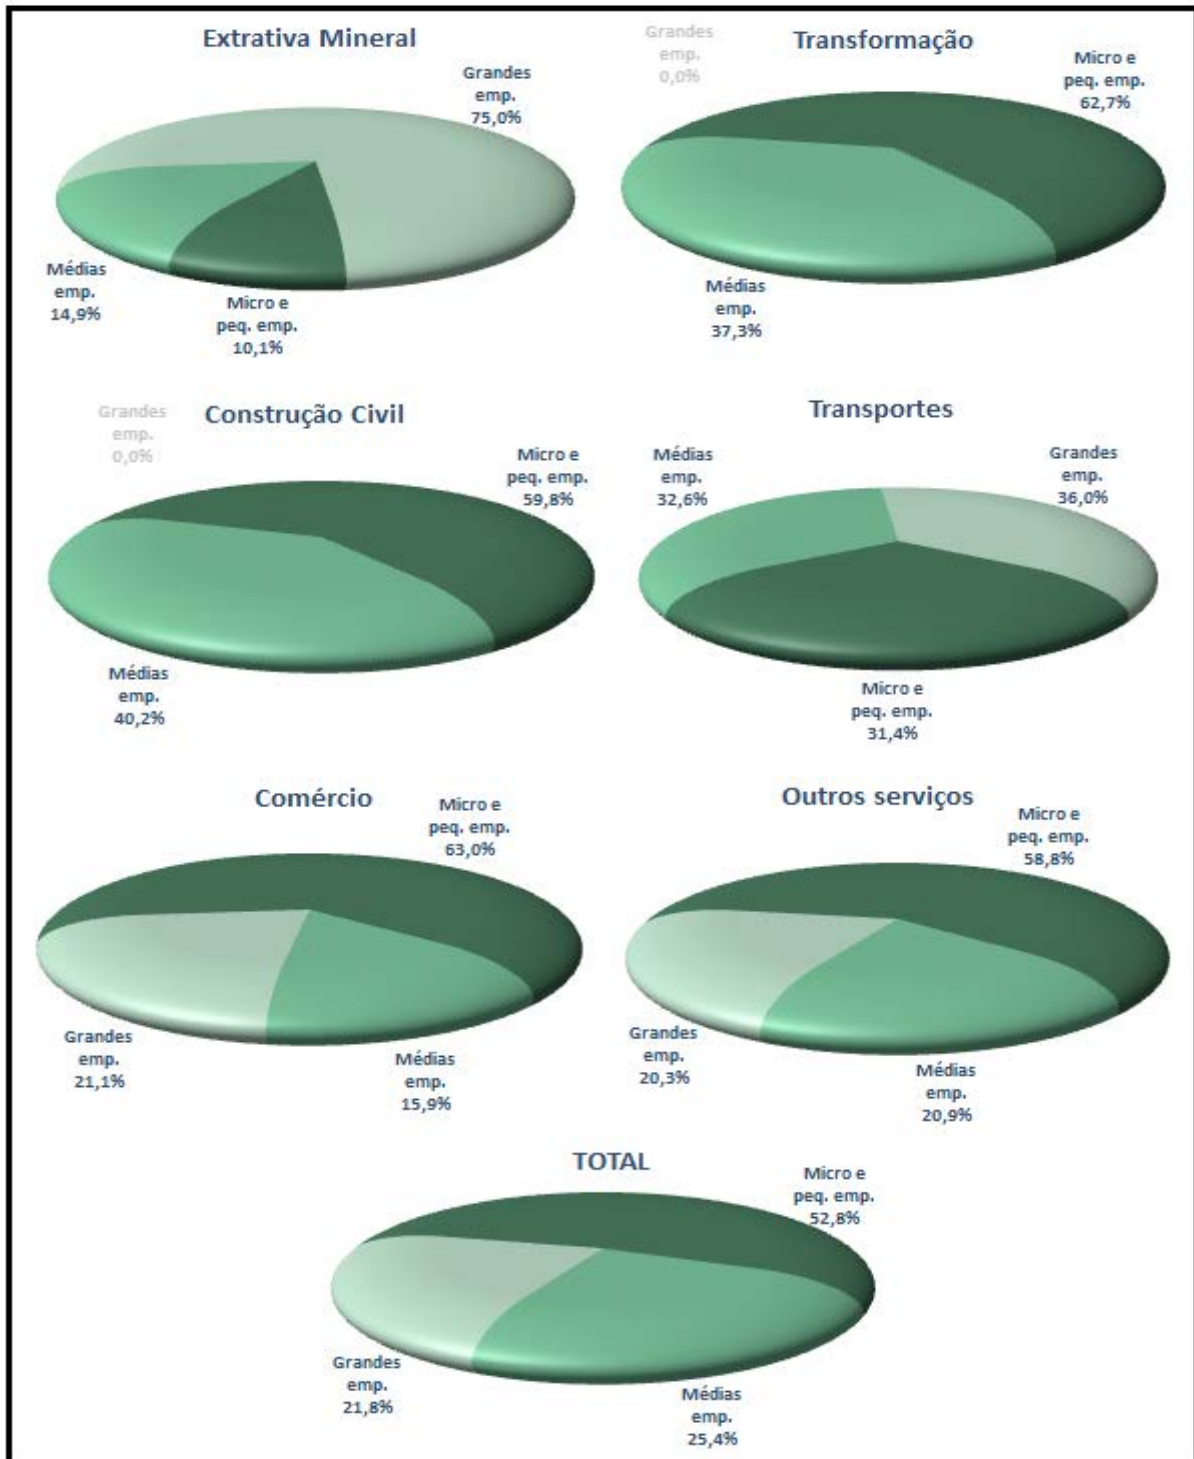 Extrativa Mineral
Grandes
emp.
75,0%
Médias
emp.
14,9%
Micro e
peq. emp.
10,1%
Transformação
Grandes
emp.
0,0%
Micro e
peq. emp.
62,7%
Médias
emp.
37,3%
Construção Civil
Grandes
emp.
0,0%
Micro e
peq. emp.
59,8%
Médias
emp.
40,2%
Transportes
Médias
emp.
32,6%
Grandes
emp.
36,0%
Micro e
peq. emp.
31,4%
Comércio
Micro e
peq. emp.
63,0%
Grandes
emp.
21,1%
Médias
emp.
15,9%
Outros serviços
Micro e
peq. emp.
58,8%
Grandes
emp.
20,3%
Médias
emp.
20,9%
TOTAL
Micro e
peq. emp.
52,8%
Grandes
emp.
21,8%
Médias
emp.
25,4%